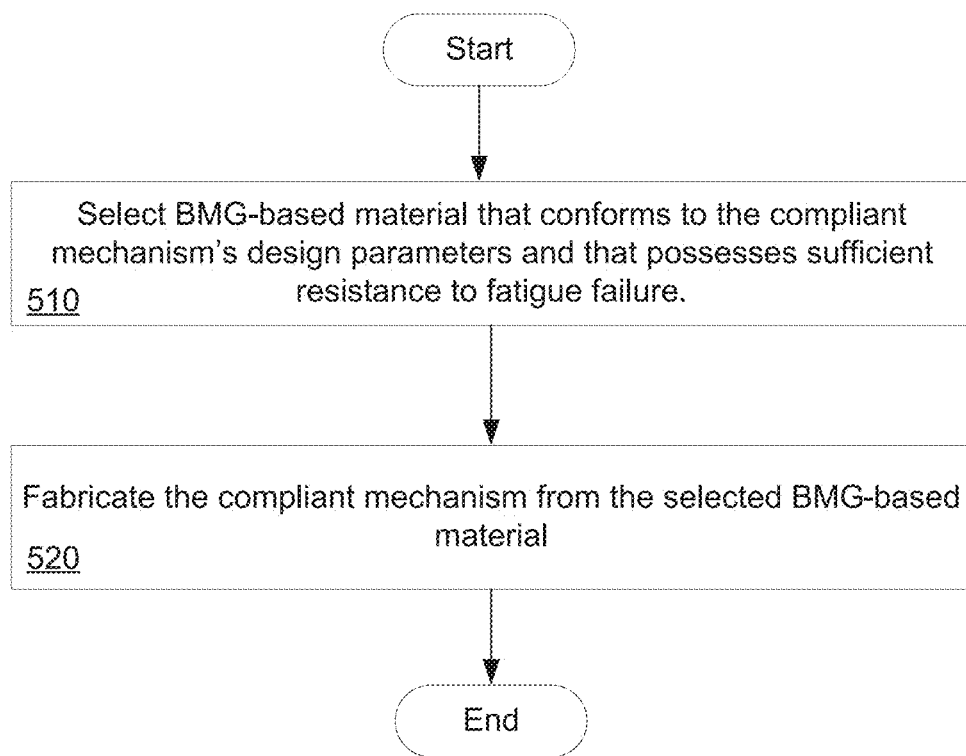 Start
Select BMG-based material that conforms to the compliant
mechanism's design parameters and that possesses sufficient
resistance to fatigue failure.
510
Fabricate the compliant mechanism from the selected BMG-based
material
520
End